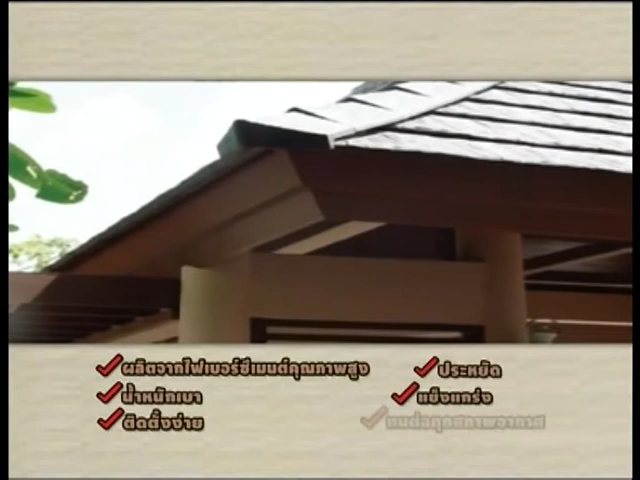 ผลิตจากไฟเบอร์ซีเมนต์คุณภาพสูง
น้ำหนักเบา
ติดตั้งง่าย
ประหยัด
แข็งแกร่ง
ทนต่อทุกสภาพอากาศ